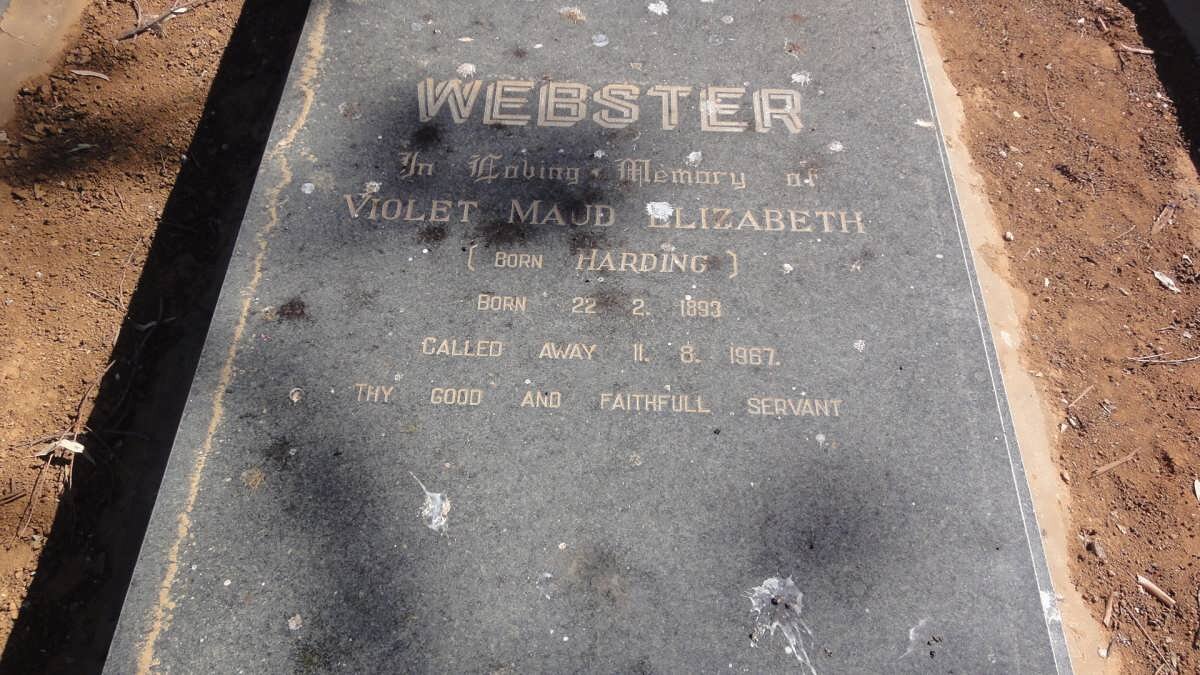 WEBSTER
In Loving Memory of
VIOLET MAUD ELIZABETH
( BORN HARDING )
BORN 22 2. 1893
CALLED AWAY 11. 8. 1967.
THY GOOD AND FAITHFULL SERVANT